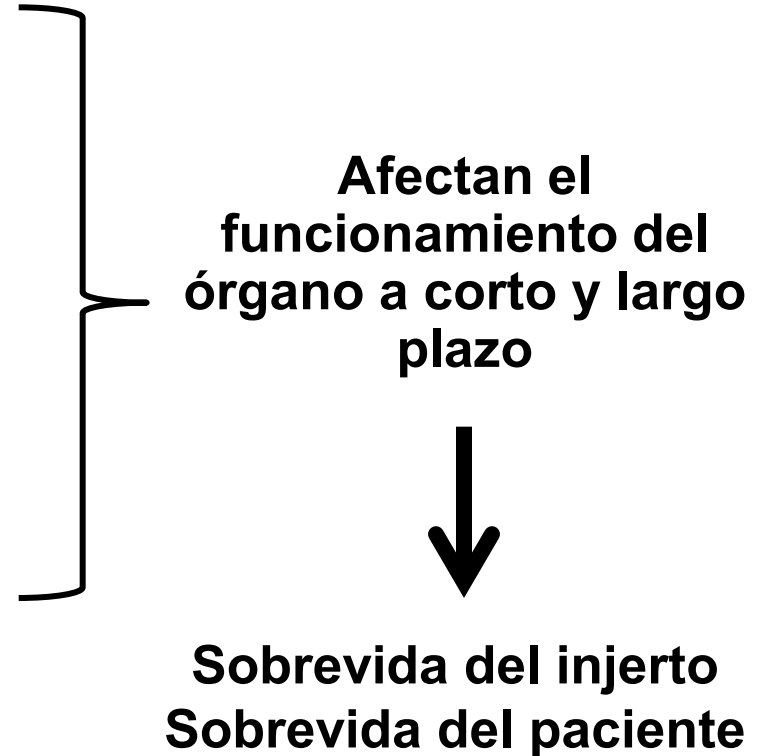 Afectan el
funcionamiento del
órgano a corto y largo
plazo
Sobrevida del injerto
Sobrevida del paciente